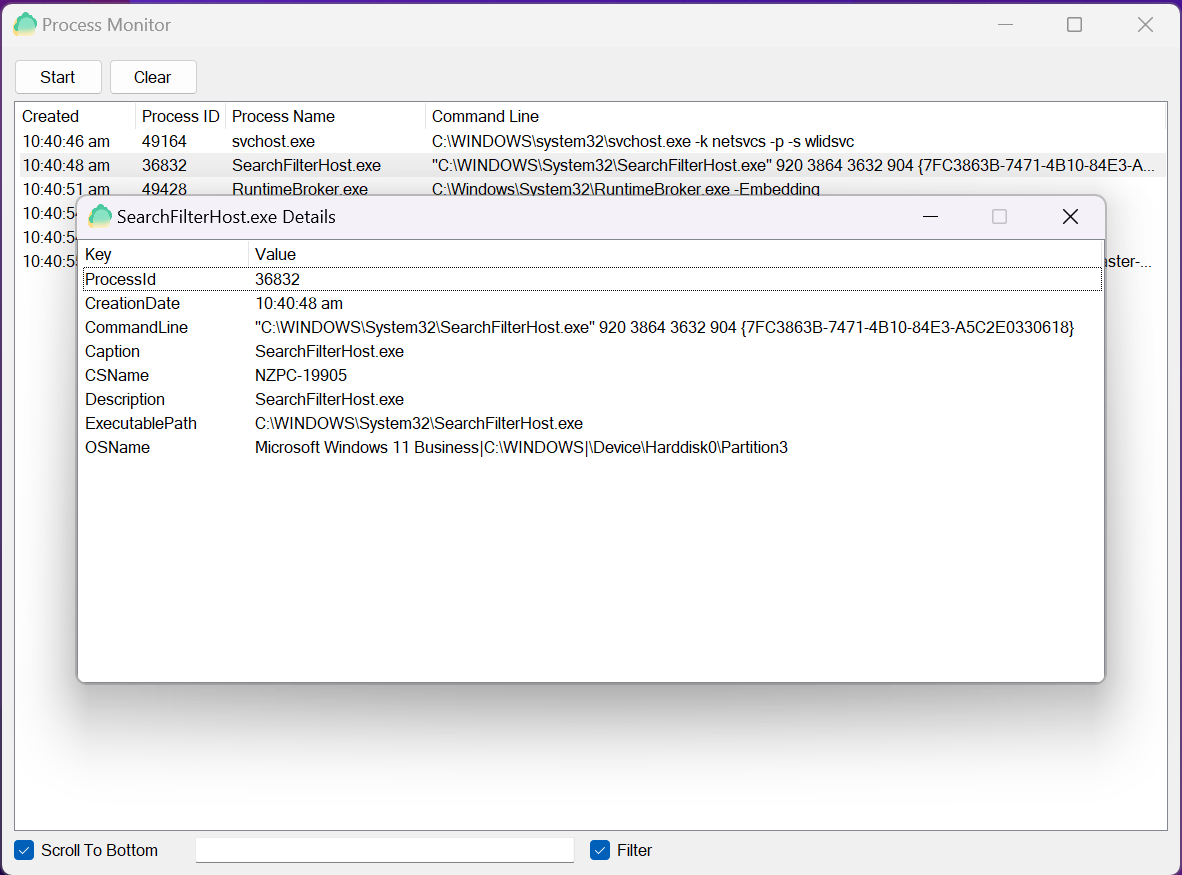 Process Monitor
Start Clear
Created Process ID Process Name Command Line
10:40:46 am 49164 svchost.exe C:\WINDOWS\system32\svchost.exe -k netsvcs -p -s wlidsvc
10:40:48 am 36832 SearchFilterHost.exe "C:\WINDOWS\System32\SearchFilterHost.exe" 920 3864 3632 904 {7FC3863B-7471-4B10-84E3-A...
10:40:51 am 49428 RuntimeBroker.exe C:\Windows\System32\RuntimeBroker.exe -Embedding
10:40:5
10:40:5
10:40:5 ster-...
SearchFilterHost.exe Details
Key Value
ProcessId 36832
CreationDate 10:40:48 am
CommandLine "C:\WINDOWS\System32\SearchFilterHost.exe" 920 3864 3632 904 {7FC3863B-7471-4B10-84E3-A5C2E0330618}
Caption SearchFilterHost.exe
CSName NZPC-19905
Description SearchFilterHost.exe
ExecutablePath C:\WINDOWS\System32\SearchFilterHost.exe
OSName Microsoft Windows 11 Business|C:\WINDOWS|\Device\Harddisk0\Partition3
Scroll To Bottom Filter